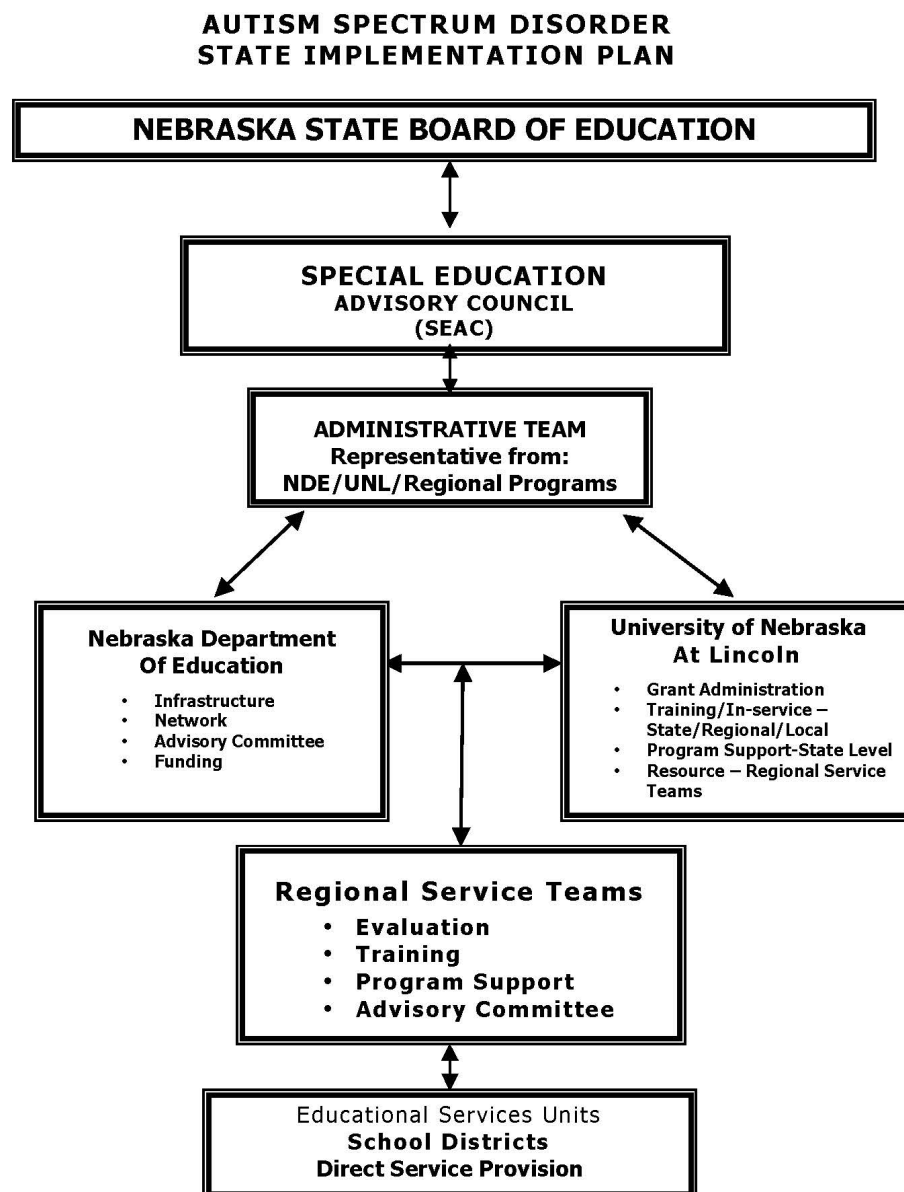 AUTISM SPECTRUM DISORDER
STATE IMPLEMENTATION PLAN
NEBRASKA STATE BOARD OF EDUCATION
SPECIAL EDUCATION
ADVISORY COUNCIL
(SEAC)
ADMINISTRATIVE TEAM
Representative from:
NDE/UNL/Regional Programs
Nebraska Department
Of Education
• Infrastructure
• Network
• Advisory Committee
• Funding
University of Nebraska
At Lincoln
• Grant Administration
• Training/In-service –
State/Regional/Local
• Program Support-State Level
• Resource – Regional Service
Teams
Regional Service Teams
• Evaluation
• Training
• Program Support
• Advisory Committee
Educational Services Units
School Districts
Direct Service Provision